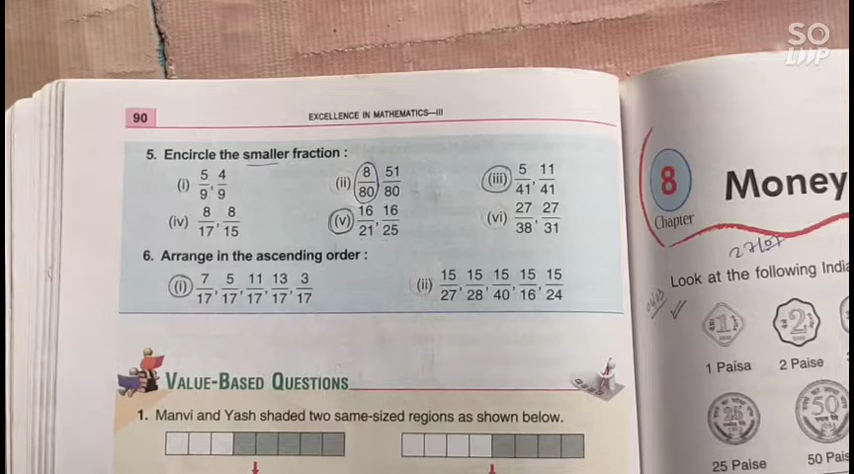 SO
LOOP
90
EXCELLENCE IN MATHEMATICS—III
5. Encircle the smaller fraction :
(i) 5/9, 4/9 (ii) 8/80, 51/80 (iii) 5/41, 11/41
(iv) 8/17, 8/15 (v) 16/21, 16/25 (vi) 27/38, 27/31
6. Arrange in the ascending order :
(i) 7/17, 5/17, 11/17, 13/17, 3/17 (ii) 15/27, 15/28, 15/40, 15/16, 15/24
VALUE-BASED QUESTIONS
1. Manvi and Yash shaded two same-sized regions as shown below.
8
Chapter
Money
Look at the following India
1 2
1 Paisa 2 Paise
25 50
25 Paise 50 Pais